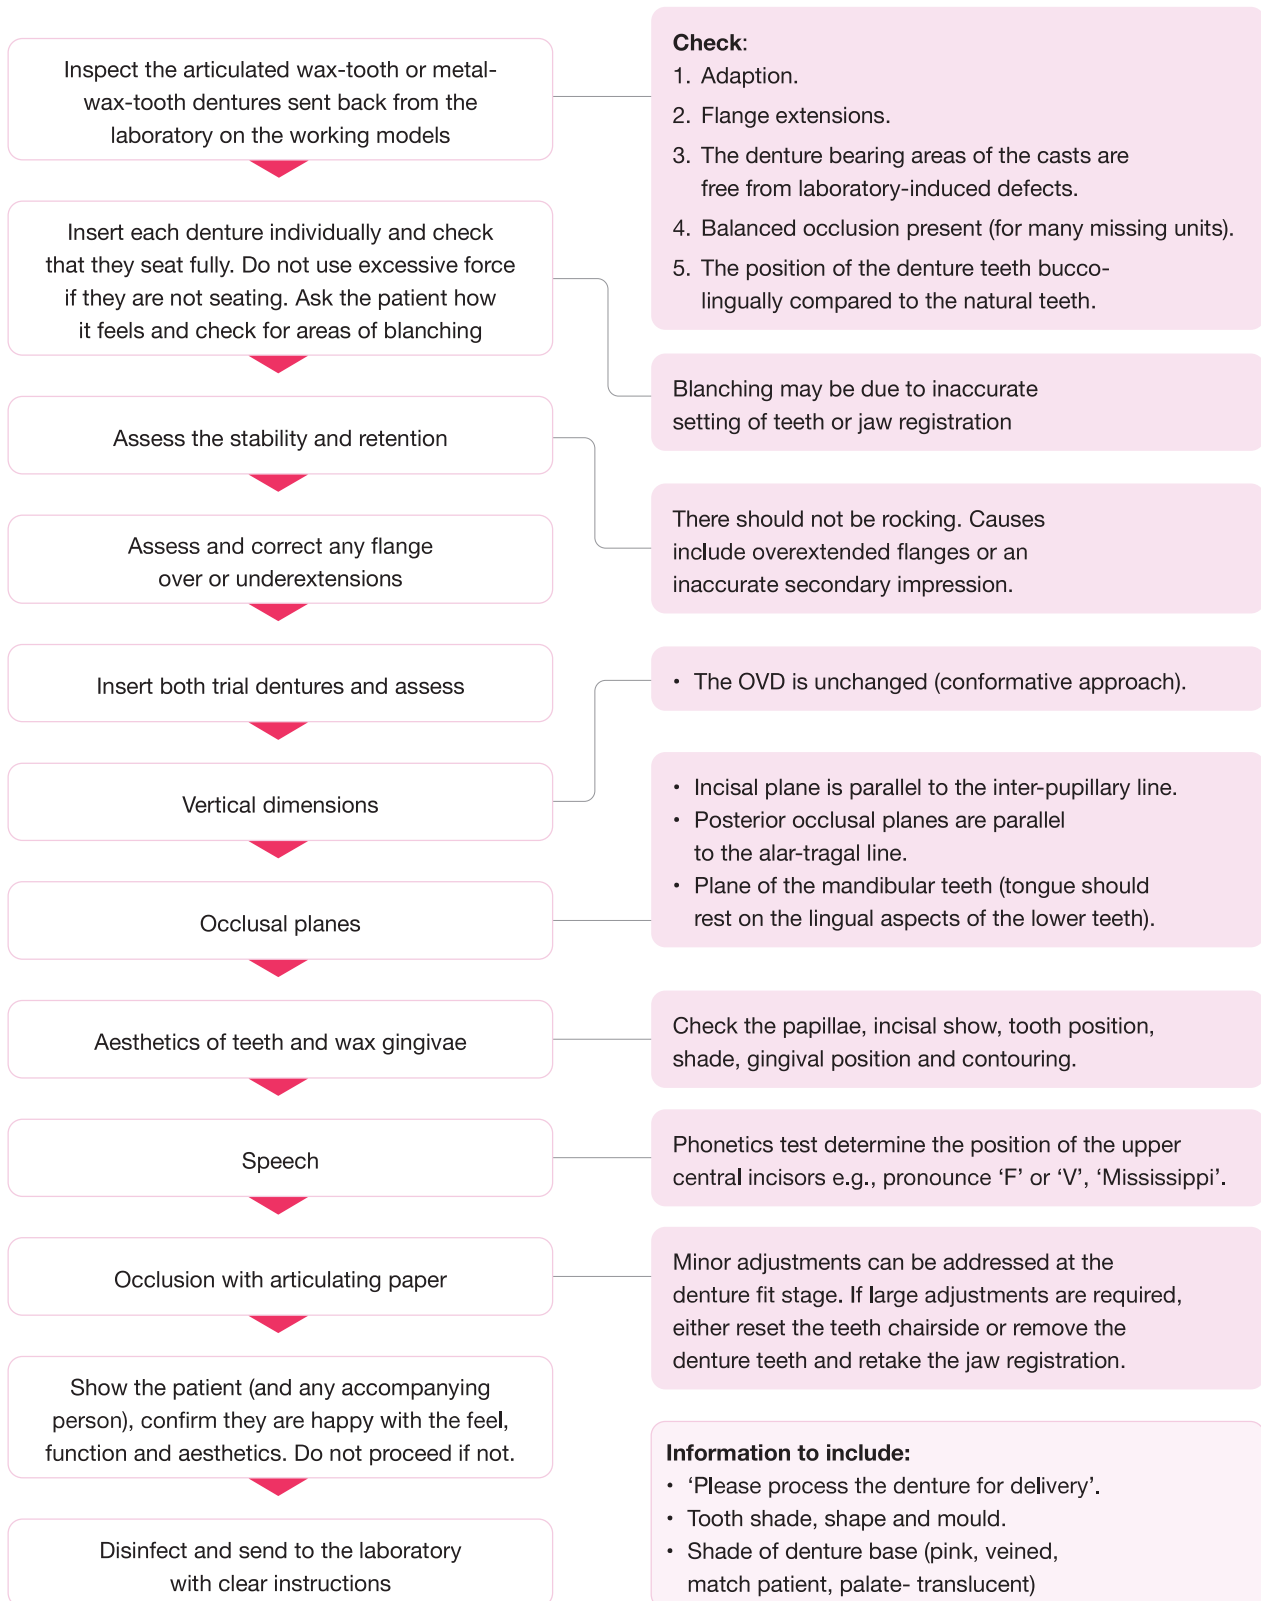 Inspect the articulated wax-tooth or metal-
wax-tooth dentures sent back from the
laboratory on the working models
Check:
1. Adaption.
2. Flange extensions.
3. The denture bearing areas of the casts are
free from laboratory-induced defects.
4. Balanced occlusion present (for many missing units).
5. The position of the denture teeth bucco-
lingually compared to the natural teeth.
Insert each denture individually and check
that they seat fully. Do not use excessive force
if they are not seating. Ask the patient how
it feels and check for areas of blanching
Blanching may be due to inaccurate
setting of teeth or jaw registration
Assess the stability and retention
There should not be rocking. Causes
include overextended flanges or an
inaccurate secondary impression.
Assess and correct any flange
over or underextensions
Insert both trial dentures and assess
Vertical dimensions
• The OVD is unchanged (conformative approach).
Occlusal planes
• Incisal plane is parallel to the inter-pupillary line.
• Posterior occlusal planes are parallel
to the alar-tragal line.
• Plane of the mandibular teeth (tongue should
rest on the lingual aspects of the lower teeth).
Aesthetics of teeth and wax gingivae
Check the papillae, incisal show, tooth position,
shade, gingival position and contouring.
Speech
Phonetics test determine the position of the upper
central incisors e.g., pronounce ‘F’ or ‘V’, ‘Mississippi’.
Occlusion with articulating paper
Minor adjustments can be addressed at the
denture fit stage. If large adjustments are required,
either reset the teeth chairside or remove the
denture teeth and retake the jaw registration.
Show the patient (and any accompanying
person), confirm they are happy with the feel,
function and aesthetics. Do not proceed if not.
Disinfect and send to the laboratory
with clear instructions
Information to include:
• ‘Please process the denture for delivery’.
• Tooth shade, shape and mould.
• Shade of denture base (pink, veined,
match patient, palate- translucent)